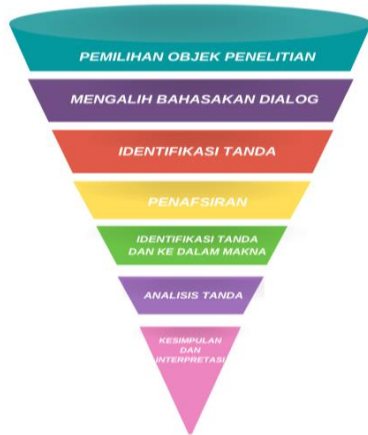 PEMILIHAN OBJEK PENELITIAN
MENGALIH BAHASAKAN DIALOG
IDENTIFIKASI TANDA
PENAFSIRAN
IDENTIFIKASI TANDA
DAN KE DALAM MAKNA
ANALISIS TANDA
KESIMPULAN
DAN
INTERPRETASI